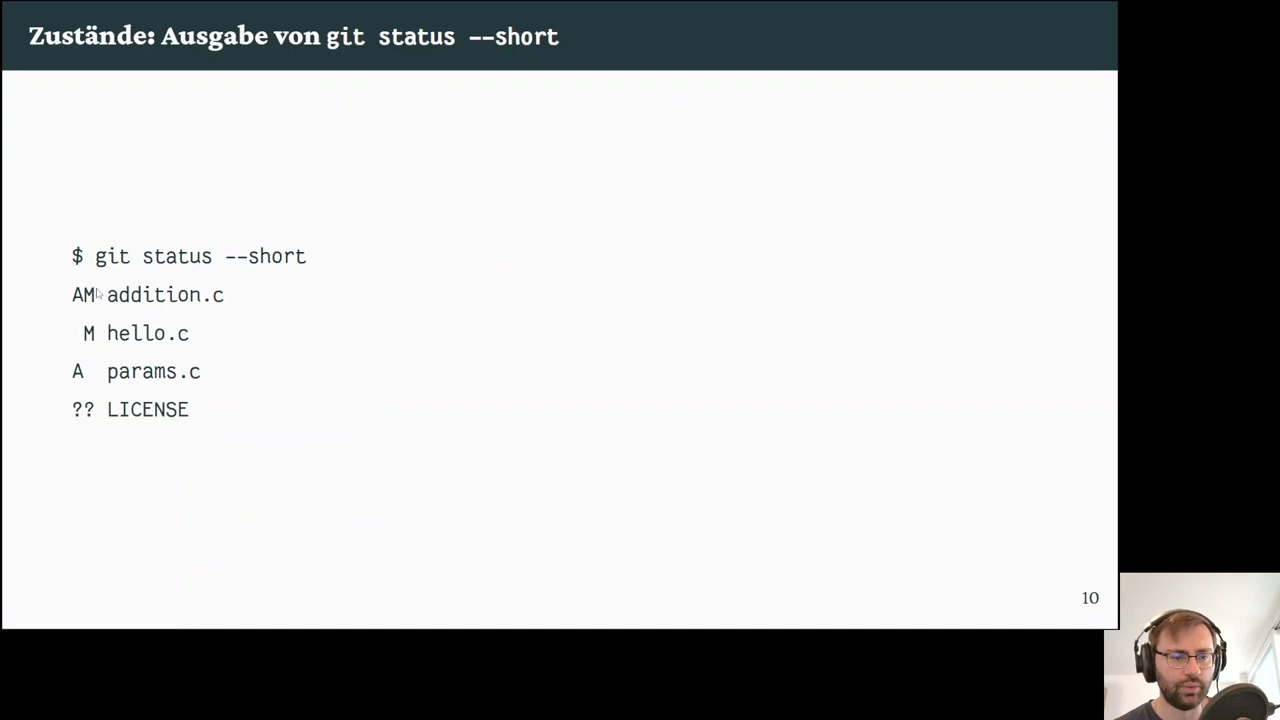 Zustände: Ausgabe von git status --short
$ git status --short
AM addition.c
 M hello.c
A  params.c
?? LICENSE
10